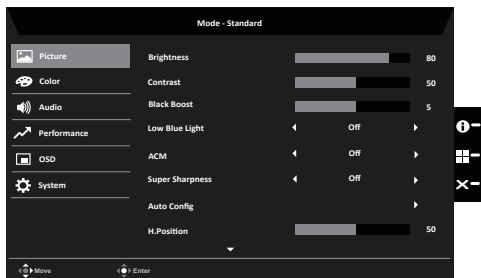 Mode - Standard
Picture
Brightness 80
Color
Contrast 50
Audio
Black Boost 5
Performance
Low Blue Light Off
OSD
ACM Off
System
Super Sharpness Off
Auto Config
H.Position 50
Move Enter